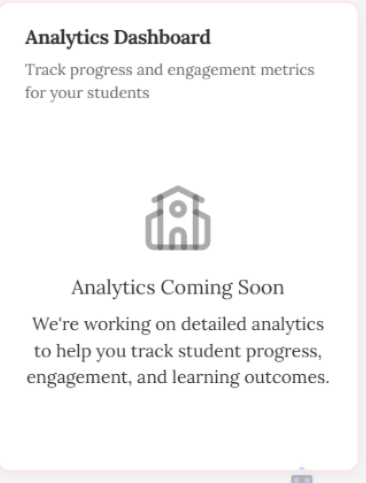 Analytics Dashboard
Track progress and engagement metrics
for your students
Analytics Coming Soon
We're working on detailed analytics
to help you track student progress,
engagement, and learning outcomes.